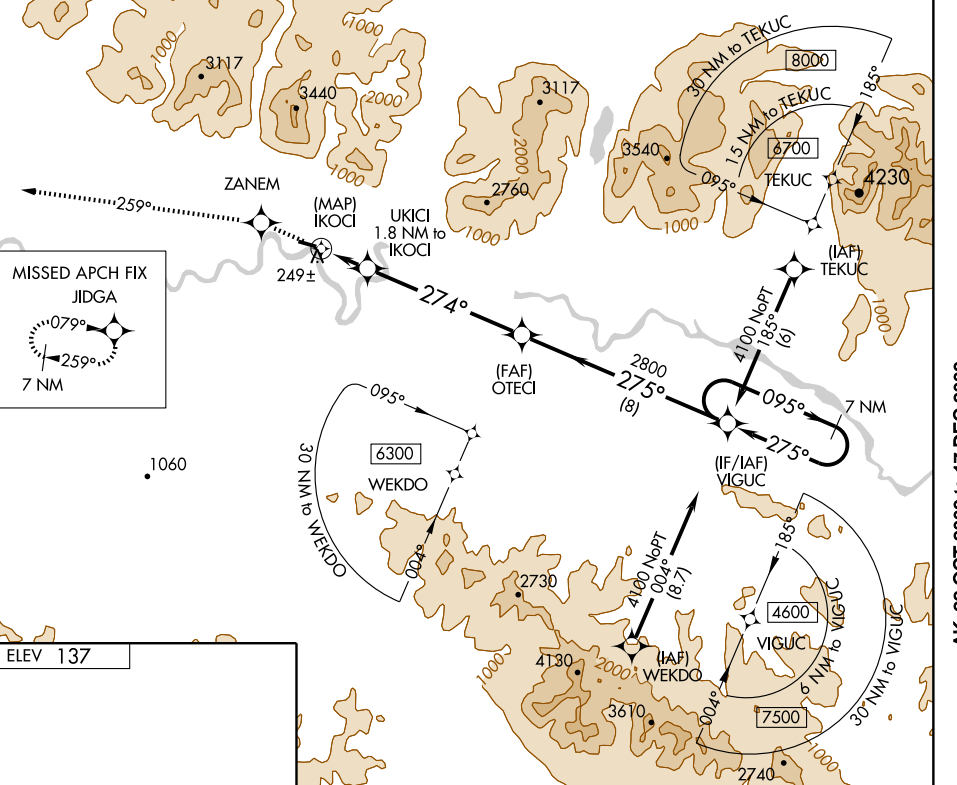 1000
1000
3117
3440
2000
1000
3117
2000
2760
1000
30 NM to TEKUC
8000
185°
15 NM to TEKUC
6700
3540
095°
TEKUC
4230
1000
1000
ZANEM
259°
(MAP)
IKOCI
UKICI
1.8 NM to
IKOCI
249±
MISSED APCH FIX
JIDGA
079°
259°
7 NM
274°
(FAF)
OTECI
2800
275°
(8)
(IAF)
TEKUC
4100 NoPT
185°
(6)
095°
7 NM
275°
(IF/IAF)
VIGUC
095°
6300
WEKDO
30 NM to WEKDO
004°
1060
4100 NoPT
004°
(8.7)
185°
4600
VIGUC
6 NM to VIGUC
30 NM to VIGUC
004°
7500
2730
(IAF)
WEKDO
4130
2000
1000
3610
2740
1000
ELEV 137